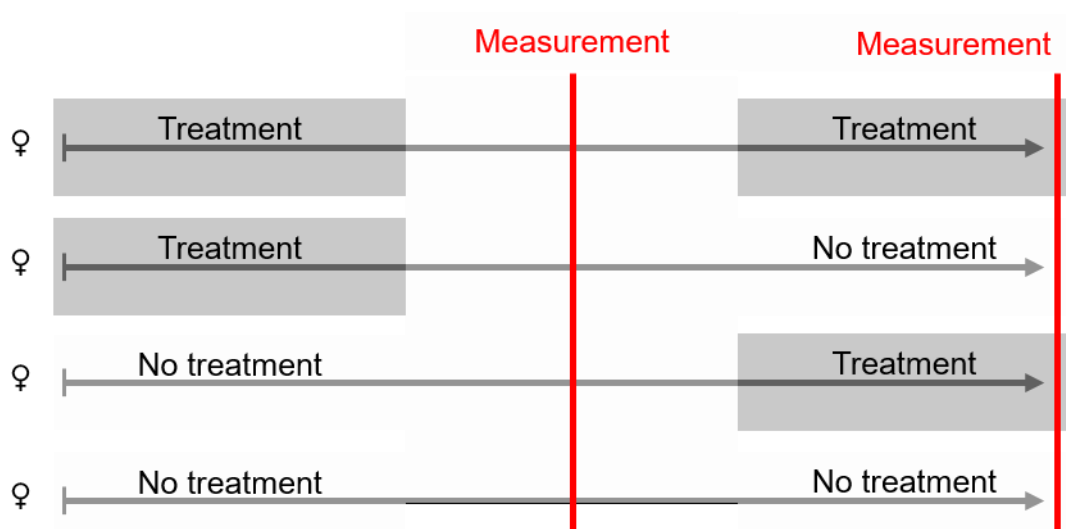 Measurement Measurement
♀ Treatment Treatment
♀ Treatment No treatment
♀ No treatment Treatment
♀ No treatment No treatment